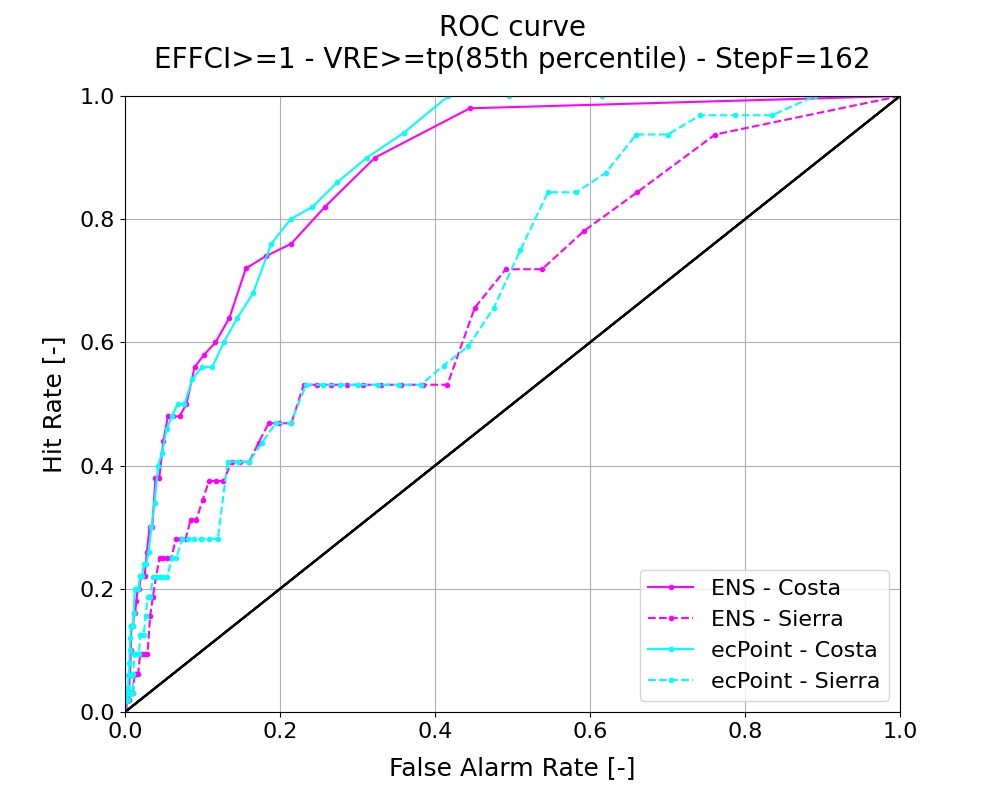 ROC curve
EFFCI>=1 - VRE>=tp(85th percentile) - StepF=162
1.0
0.8
0.6
0.4
0.2
0.0
Hit Rate [-]
0.0 0.2 0.4 0.6 0.8 1.0
False Alarm Rate [-]
ENS - Costa
ENS - Sierra
ecPoint - Costa
ecPoint - Sierra